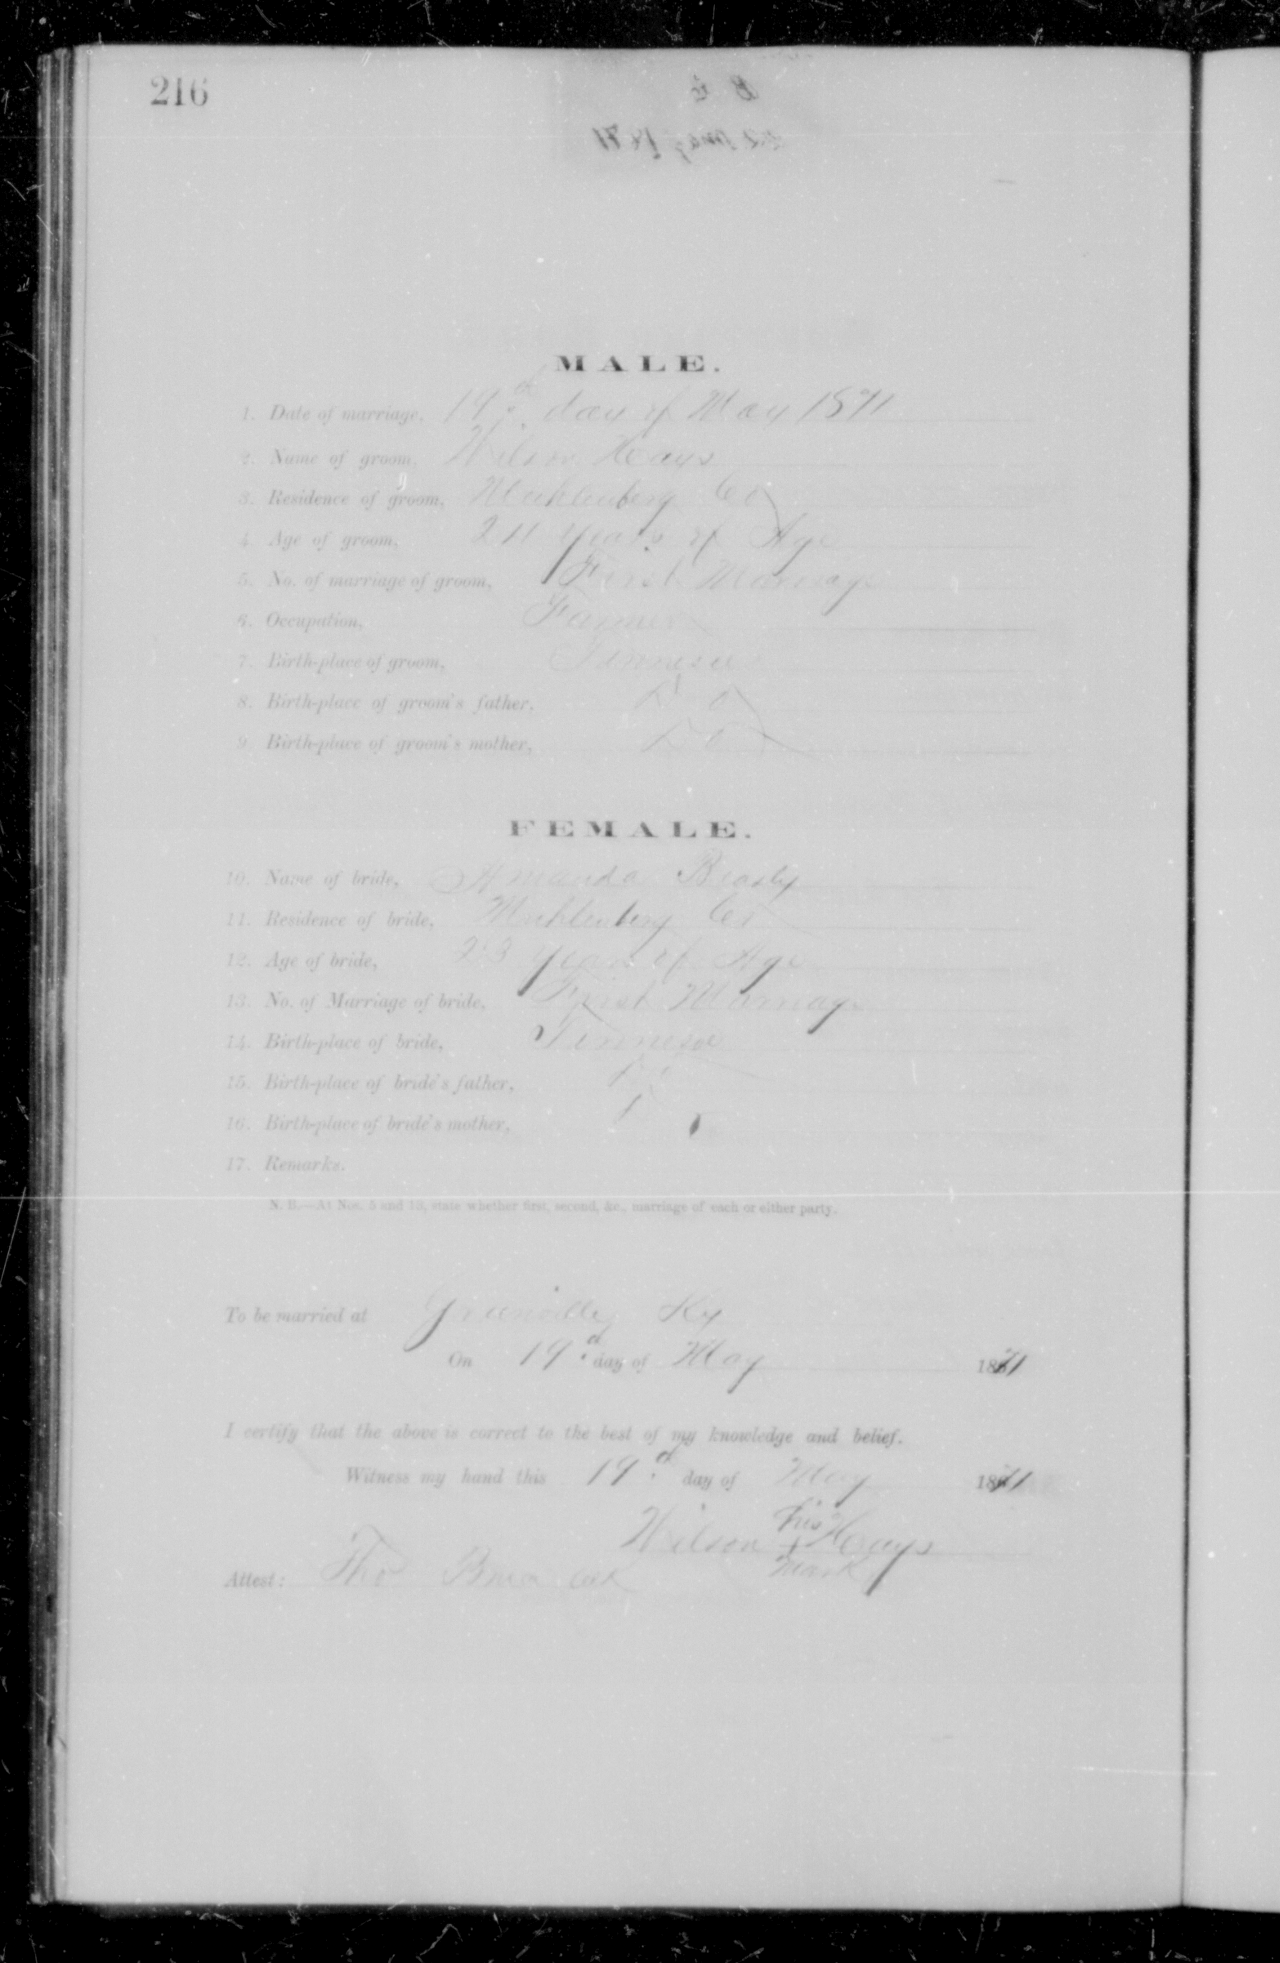 216
MALE.
1. Date of marriage, 19th day of May 1871
2. Name of groom, Wilson Hays
3. Residence of groom, Muhlenberg Co
4. Age of groom, years of Age
5. No. of marriage of groom, First Marriage
6. Occupation, Farmer
7. Birth-place of groom, Tennessee
8. Birth-place of groom's father, Do
9. Birth-place of groom's mother, Do
FEMALE.
10. Name of bride, Amanda Beasly
11. Residence of bride, Muhlenberg Co
12. Age of bride, 23 years of Age
13. No. of Marriage of bride, First Marriage
14. Birth-place of bride, Tennessee
15. Birth-place of bride's father,
16. Birth-place of bride's mother,
17. Remarks.
N. B.—At Nos. 5 and 13, state whether first, second, &c., marriage of each or either party.
To be married at Greenville Ky
On 19th day of May 1871
I certify that the above is correct to the best of my knowledge and belief.
Witness my hand this 19th day of May 1871
his
Wilson x Hays
mark
Attest: Tho